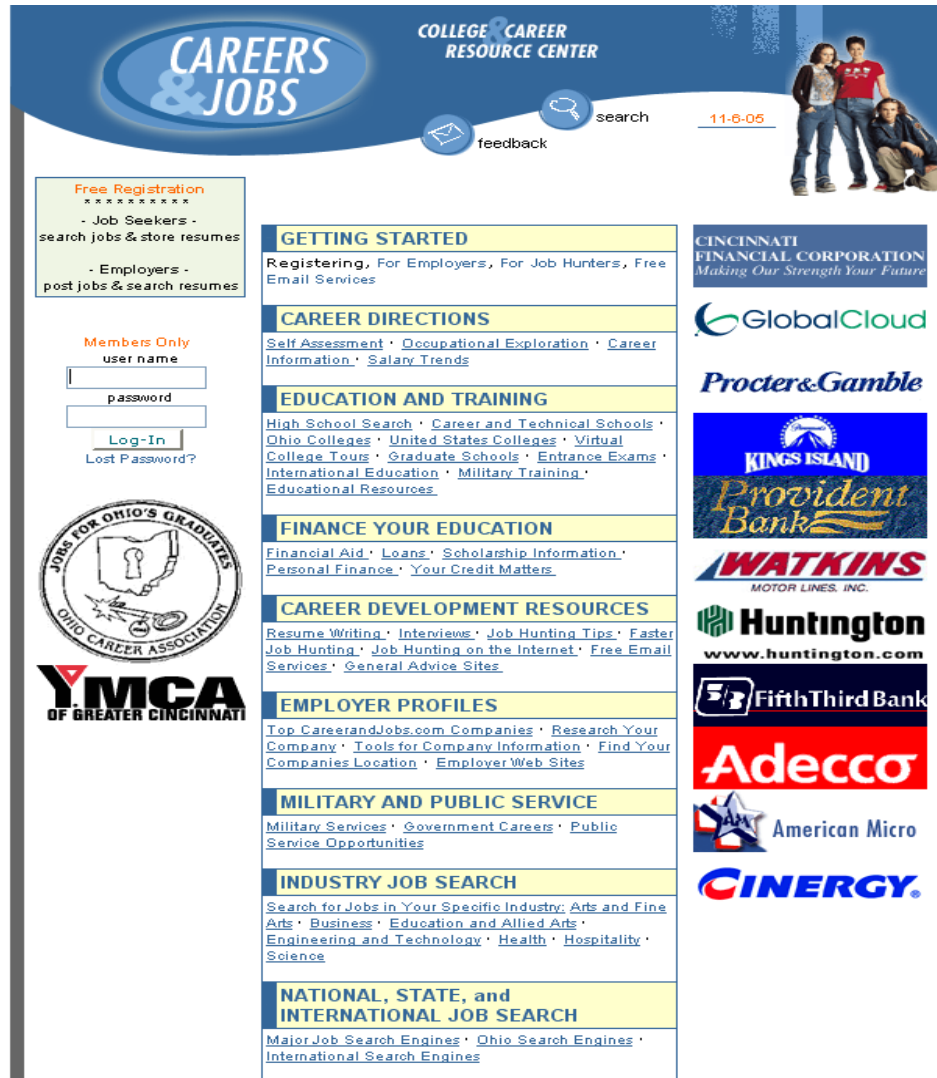 CAREERS
&JOBS
COLLEGE & CAREER
RESOURCE CENTER
search
feedback
11-6-05
Free Registration
* * * * * * * * * *
- Job Seekers -
search jobs & store resumes
- Employers -
post jobs & search resumes
Members Only
user name
password
Log-In
Lost Password?
JOBS FOR OHIO'S GRADUATES
OHIO CAREER ASSOCIATION
YMCA
OF GREATER CINCINNATI
GETTING STARTED
Registering, For Employers, For Job Hunters, Free
Email Services
CAREER DIRECTIONS
Self Assessment · Occupational Exploration · Career
Information · Salary Trends
EDUCATION AND TRAINING
High School Search · Career and Technical Schools ·
Ohio Colleges · United States Colleges · Virtual
College Tours · Graduate Schools · Entrance Exams ·
International Education · Military Training ·
Educational Resources
FINANCE YOUR EDUCATION
Financial Aid · Loans · Scholarship Information ·
Personal Finance · Your Credit Matters
CAREER DEVELOPMENT RESOURCES
Resume Writing · Interviews · Job Hunting Tips · Faster
Job Hunting · Job Hunting on the Internet · Free Email
Services · General Advice Sites
EMPLOYER PROFILES
Top CareerandJobs.com Companies · Research Your
Company · Tools for Company Information · Find Your
Companies Location · Employer Web Sites
MILITARY AND PUBLIC SERVICE
Military Services · Government Careers · Public
Service Opportunities
INDUSTRY JOB SEARCH
Search for Jobs in Your Specific Industry: Arts and Fine
Arts · Business · Education and Allied Arts ·
Engineering and Technology · Health · Hospitality ·
Science
NATIONAL, STATE, and
INTERNATIONAL JOB SEARCH
Major Job Search Engines · Ohio Search Engines ·
International Search Engines
CINCINNATI
FINANCIAL CORPORATION
Making Our Strength Your Future
GlobalCloud
Procter&Gamble
KINGS ISLAND
Provident
Bank
WATKINS
MOTOR LINES, INC.
Huntington
www.huntington.com
5/3 Fifth Third Bank
Adecco
American Micro
CINERGY.